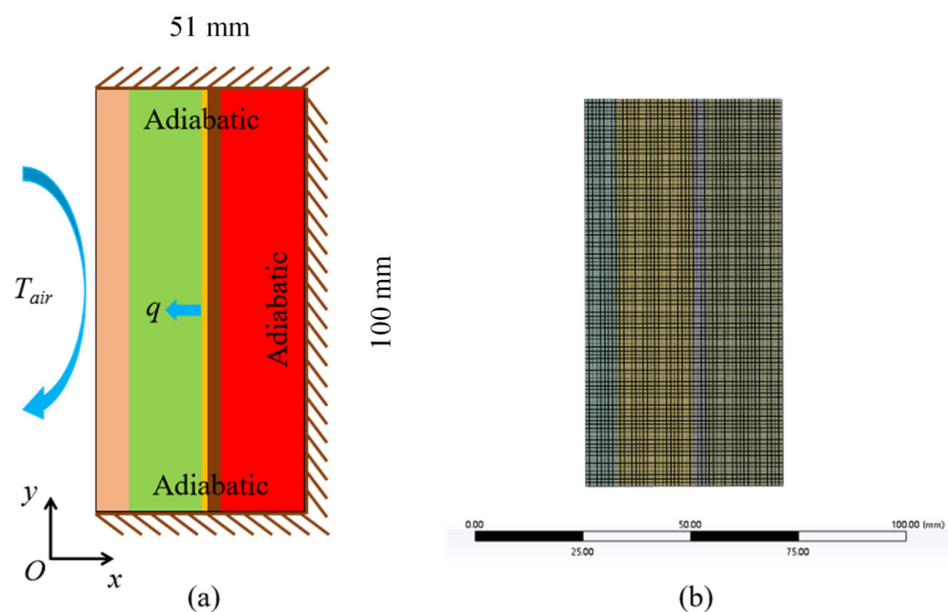 51 mm
Adiabatic
T_air
q
Adiabatic
100 mm
Adiabatic
y
O
x
(a)
0.00
50.00
100.00 (mm)
25.00
75.00
(b)